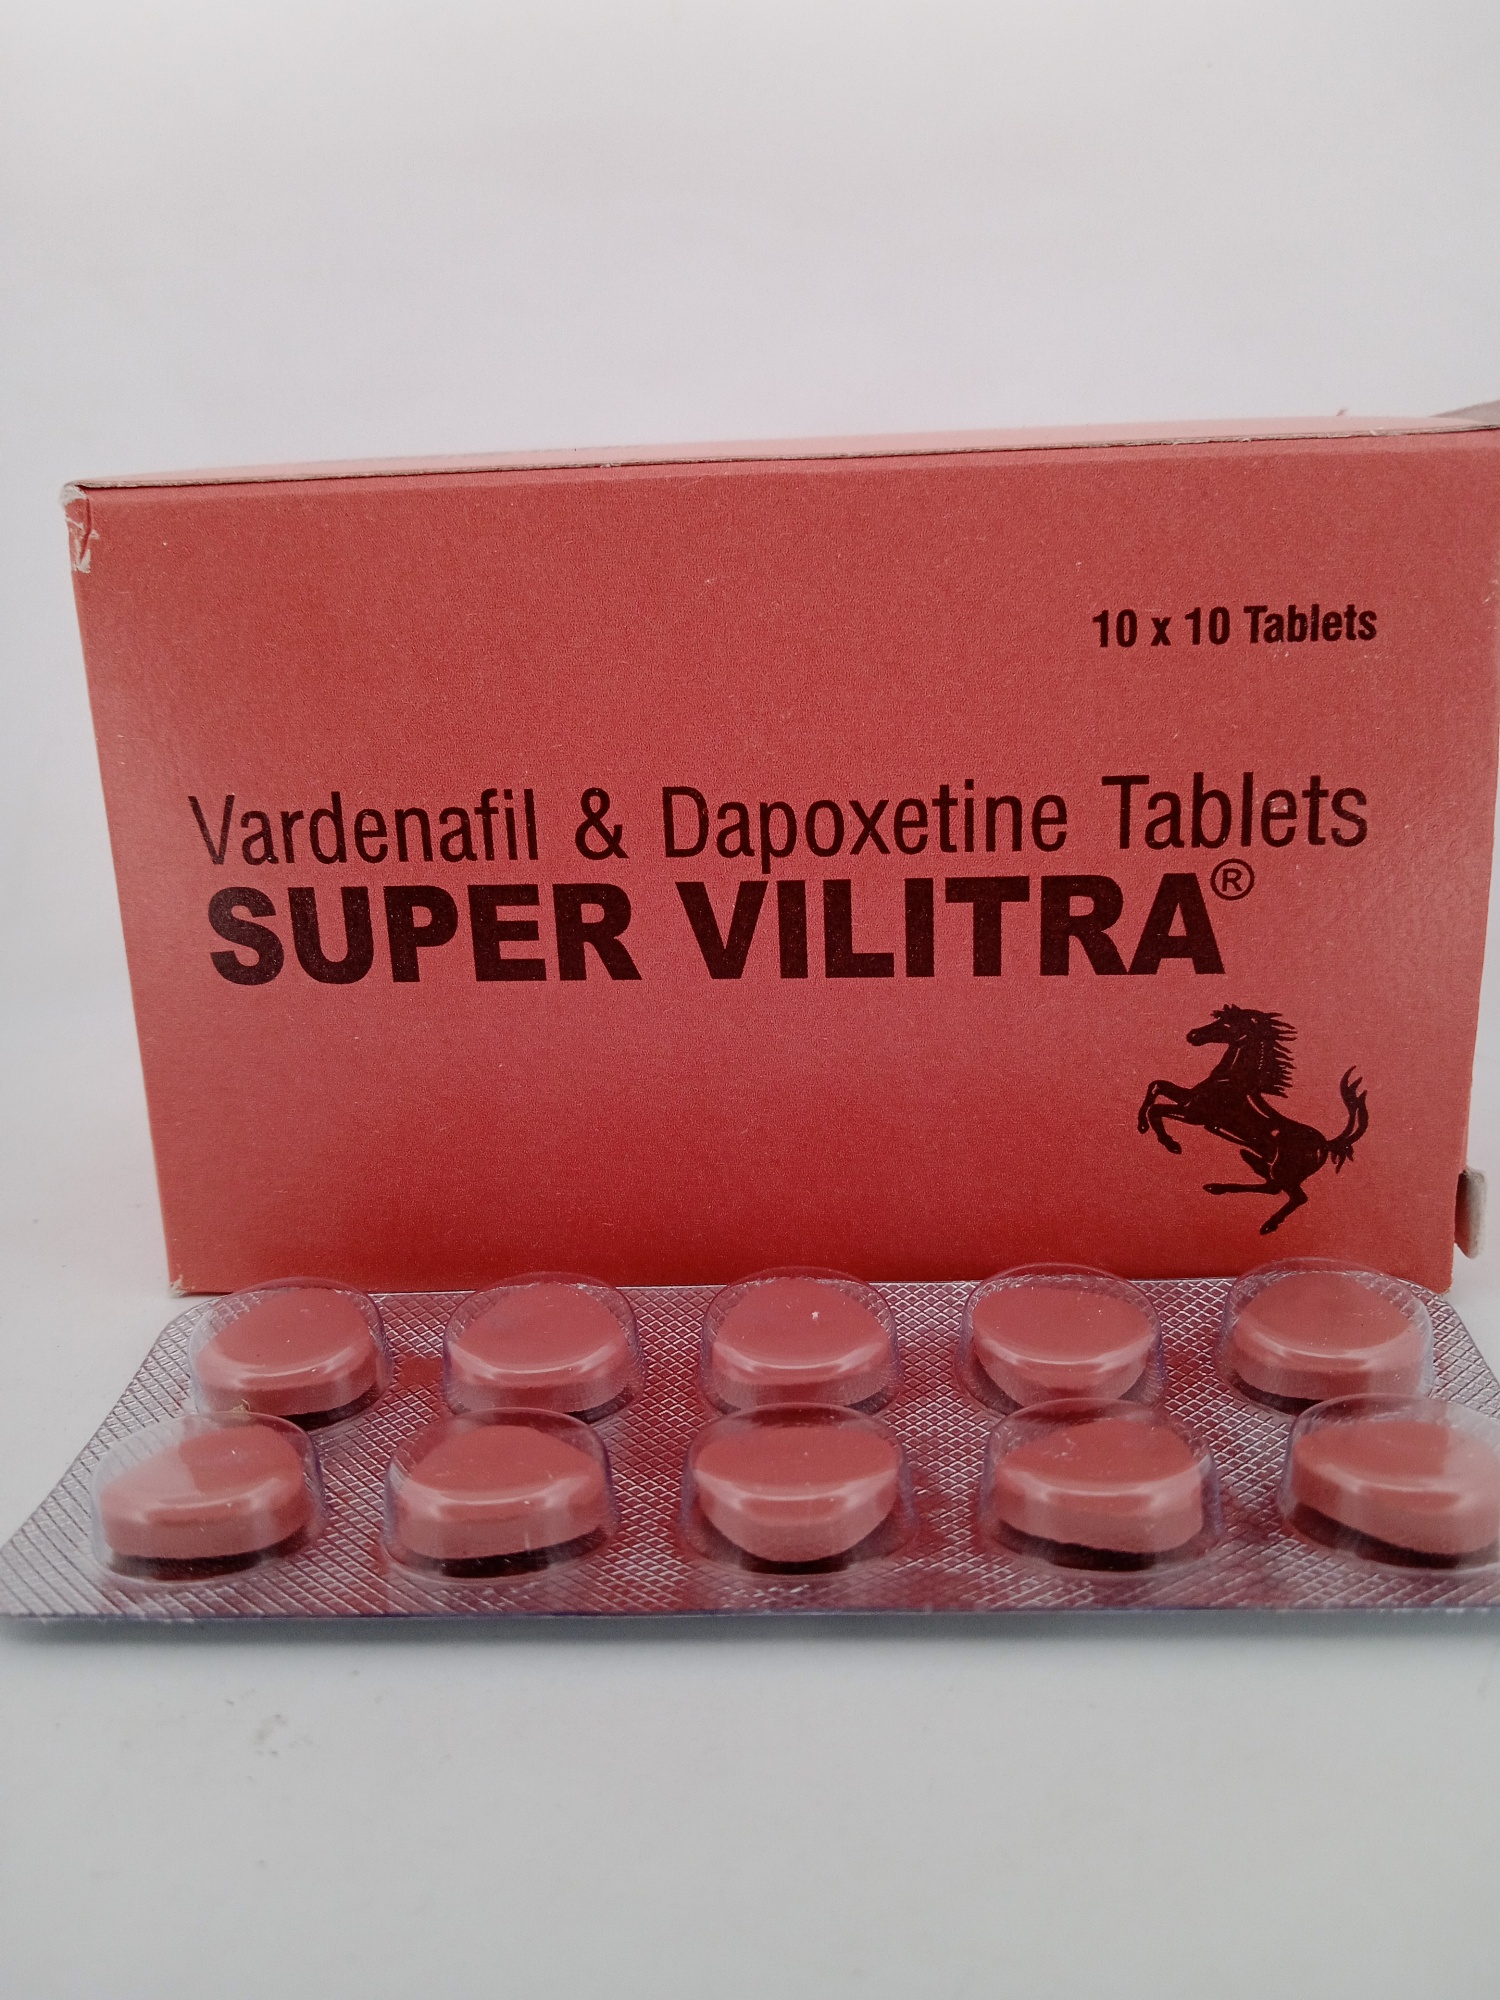 10 x 10 Tablets
Vardenafil & Dapoxetine Tablets
SUPER VILITRA®